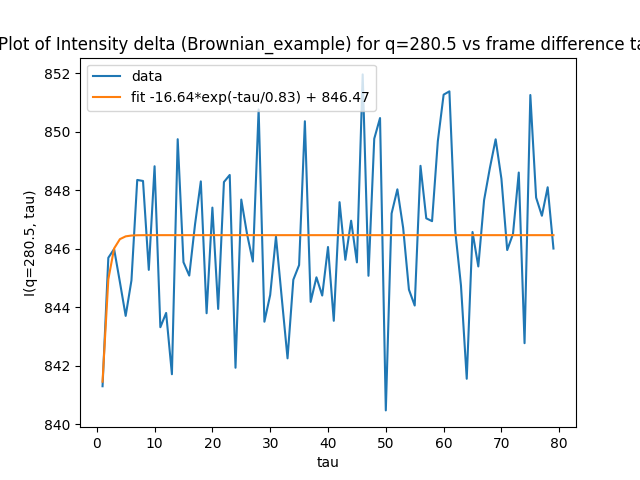 Plot of Intensity delta (Brownian_example) for q=280.5 vs frame difference ta
data
fit -16.64*exp(-tau/0.83) + 846.47
852
850
848
846
844
842
840
I(q=280.5, tau)
0 10 20 30 40 50 60 70 80
tau